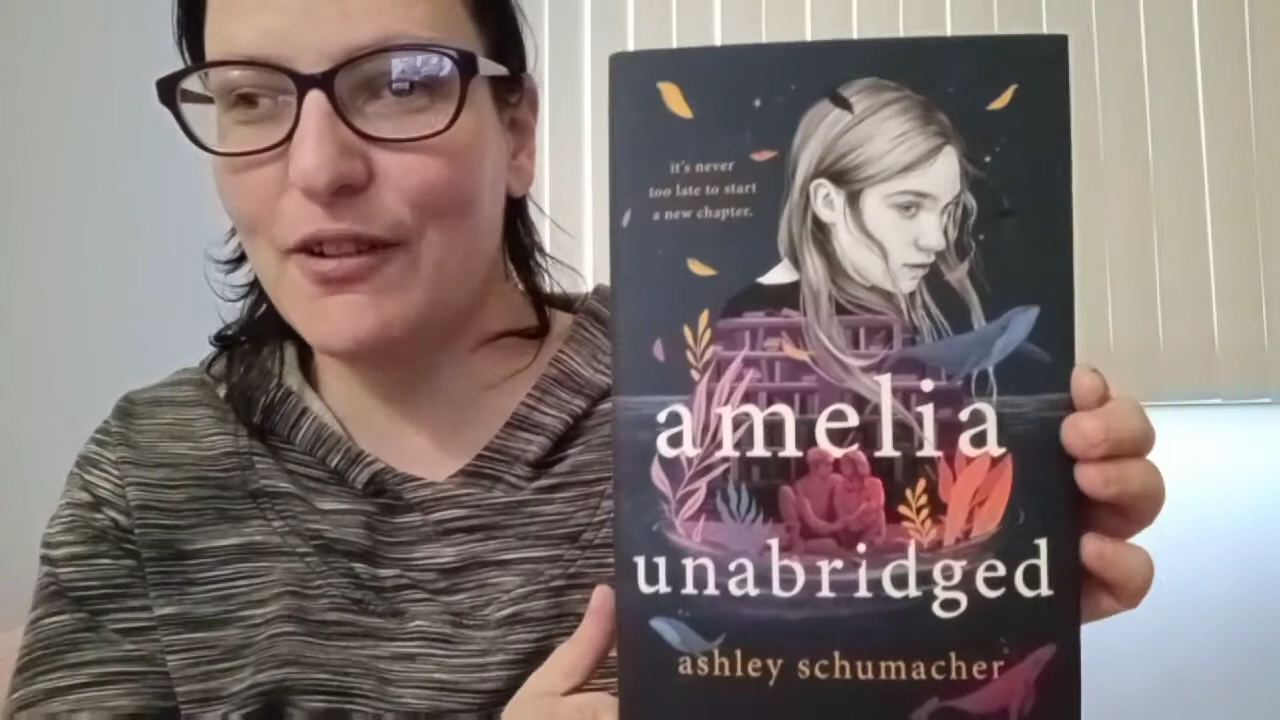 it's never
too late to start
a new chapter.
amelia
unabridged
ashley schumacher